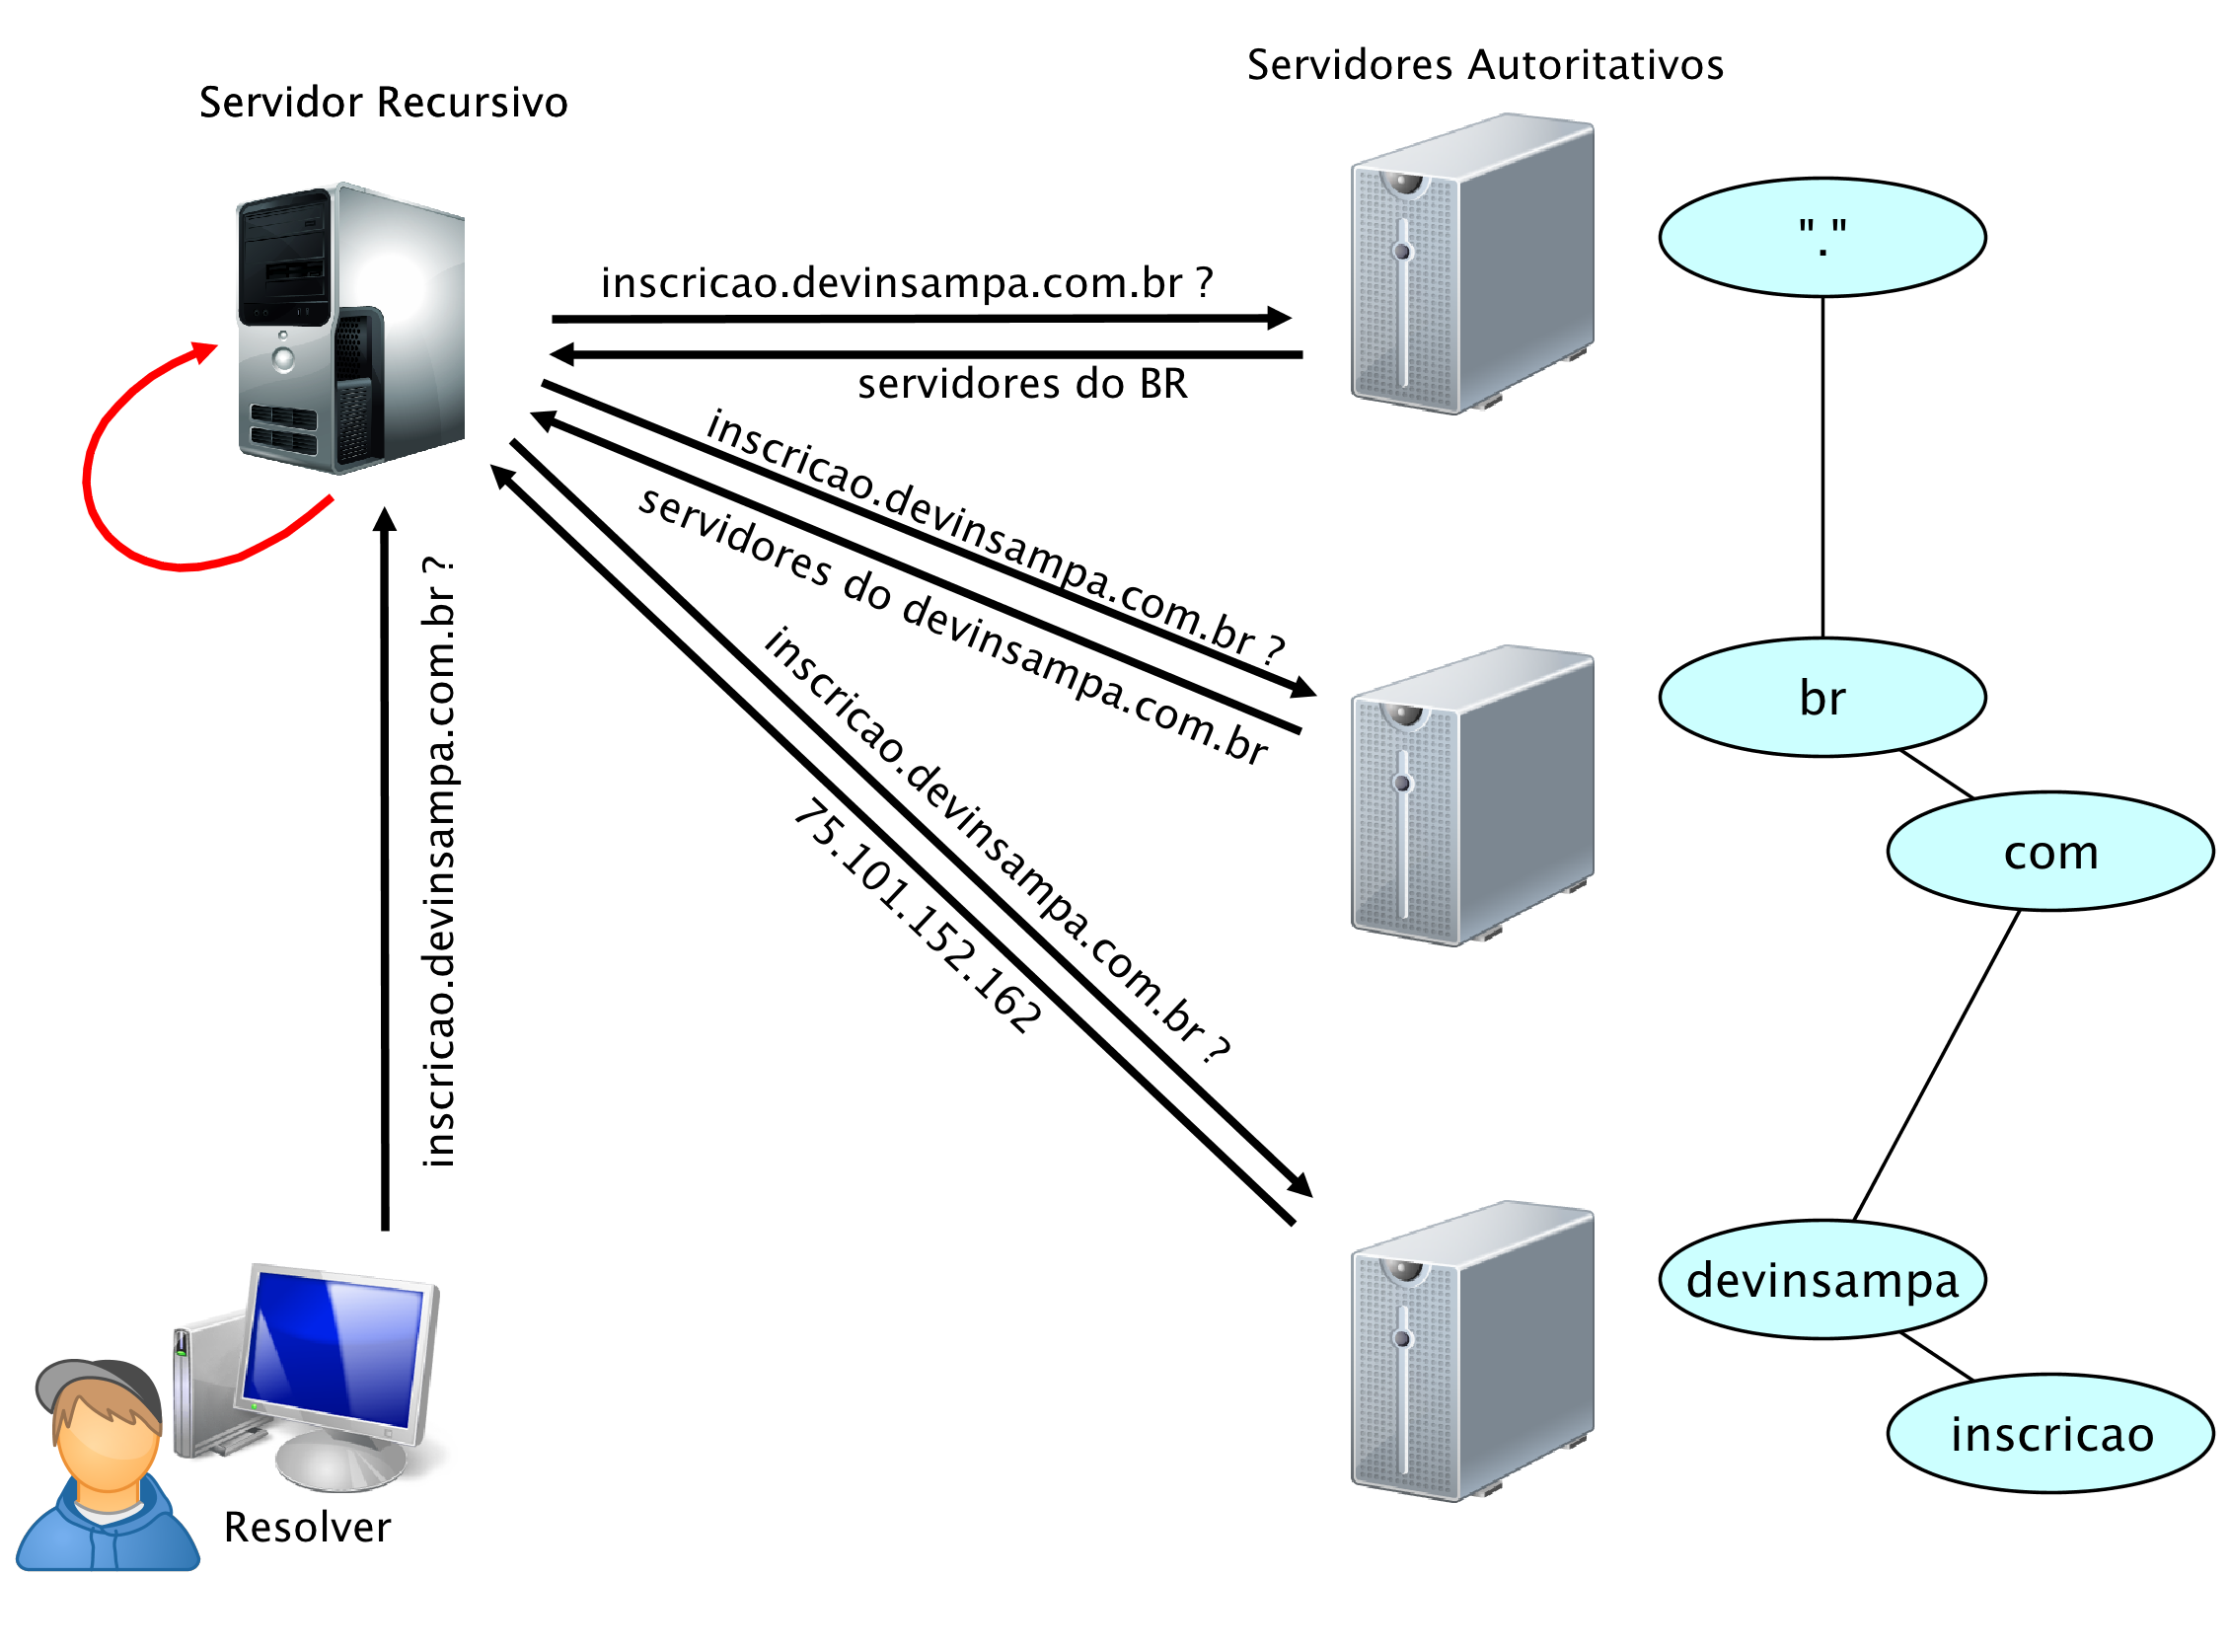 Servidores Autoritativos
Servidor Recursivo
"."
inscricao.devinsampa.com.br ?
servidores do BR
inscricao.devinsampa.com.br ?
servidores do devinsampa.com.br
inscricao.devinsampa.com.br ?
75.101.152.162
inscricao.devinsampa.com.br ?
br
com
devinsampa
inscricao
Resolver